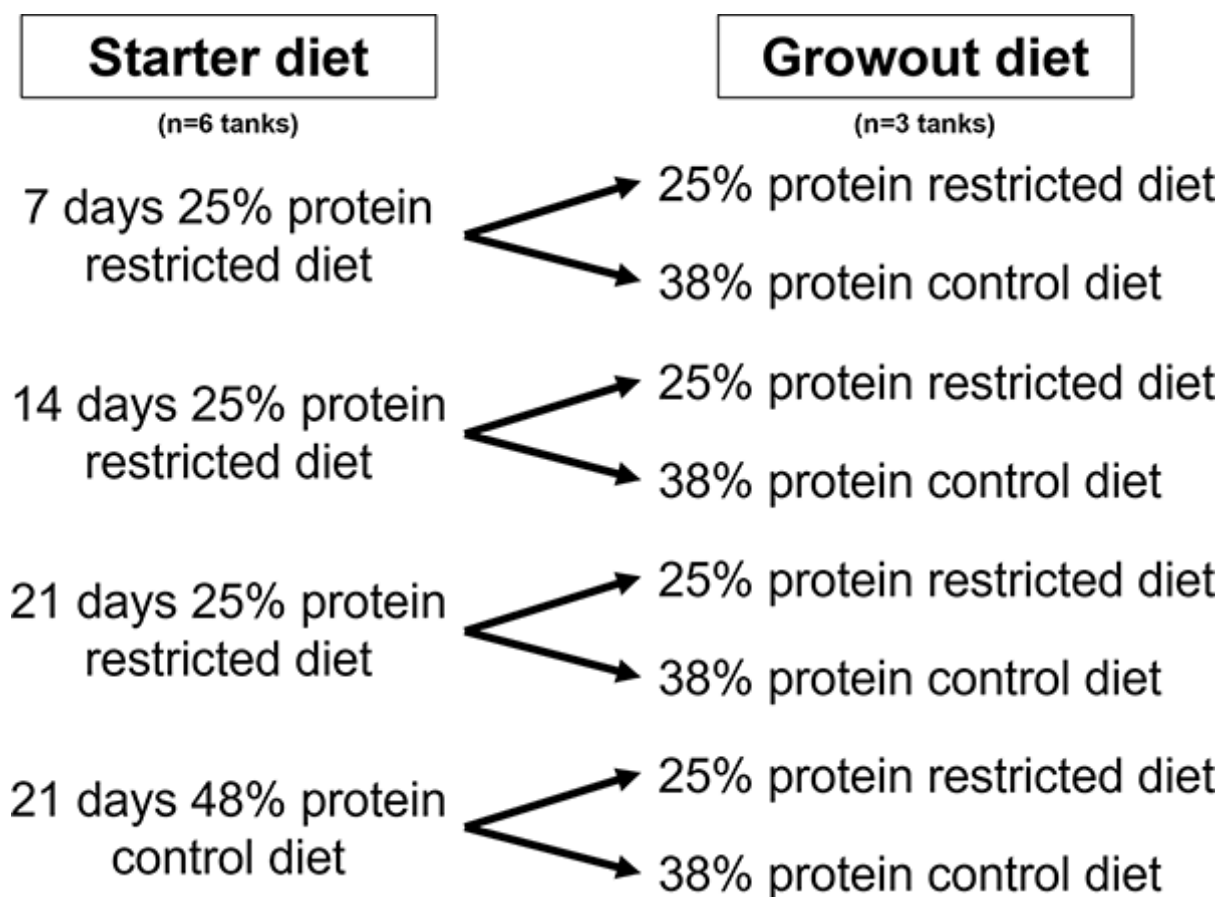 Starter diet
(n=6 tanks)
7 days 25% protein
restricted diet
14 days 25% protein
restricted diet
21 days 25% protein
restricted diet
21 days 48% protein
control diet
Growout diet
(n=3 tanks)
25% protein restricted diet
38% protein control diet
25% protein restricted diet
38% protein control diet
25% protein restricted diet
38% protein control diet
25% protein restricted diet
38% protein control diet